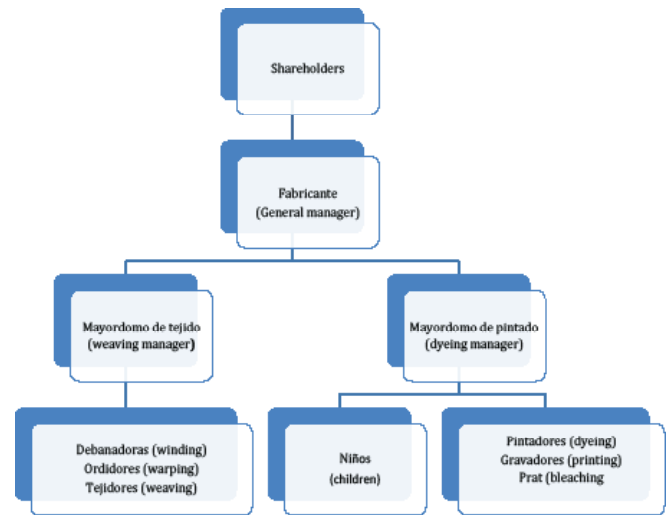 Shareholders
Fabricante
(General manager)
Mayordomo de tejido
(weaving manager)
Mayordomo de pintado
(dyeing manager)
Debanadoras (winding)
Ordidores (warping)
Tejidores (weaving)
Niños
(children)
Pintadores (dyeing)
Gravadores (printing)
Prat (bleaching